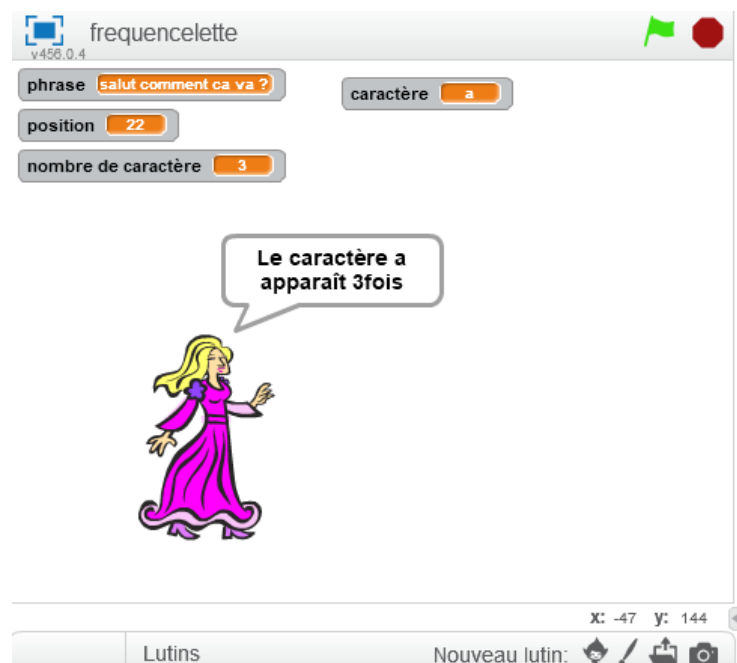 frequencelette
v456.0.4
phrase salut comment ca va ?
caractère a
position 22
nombre de caractère 3
Le caractère a
apparaît 3fois
x: -47 y: 144
Lutins
Nouveau lutin: